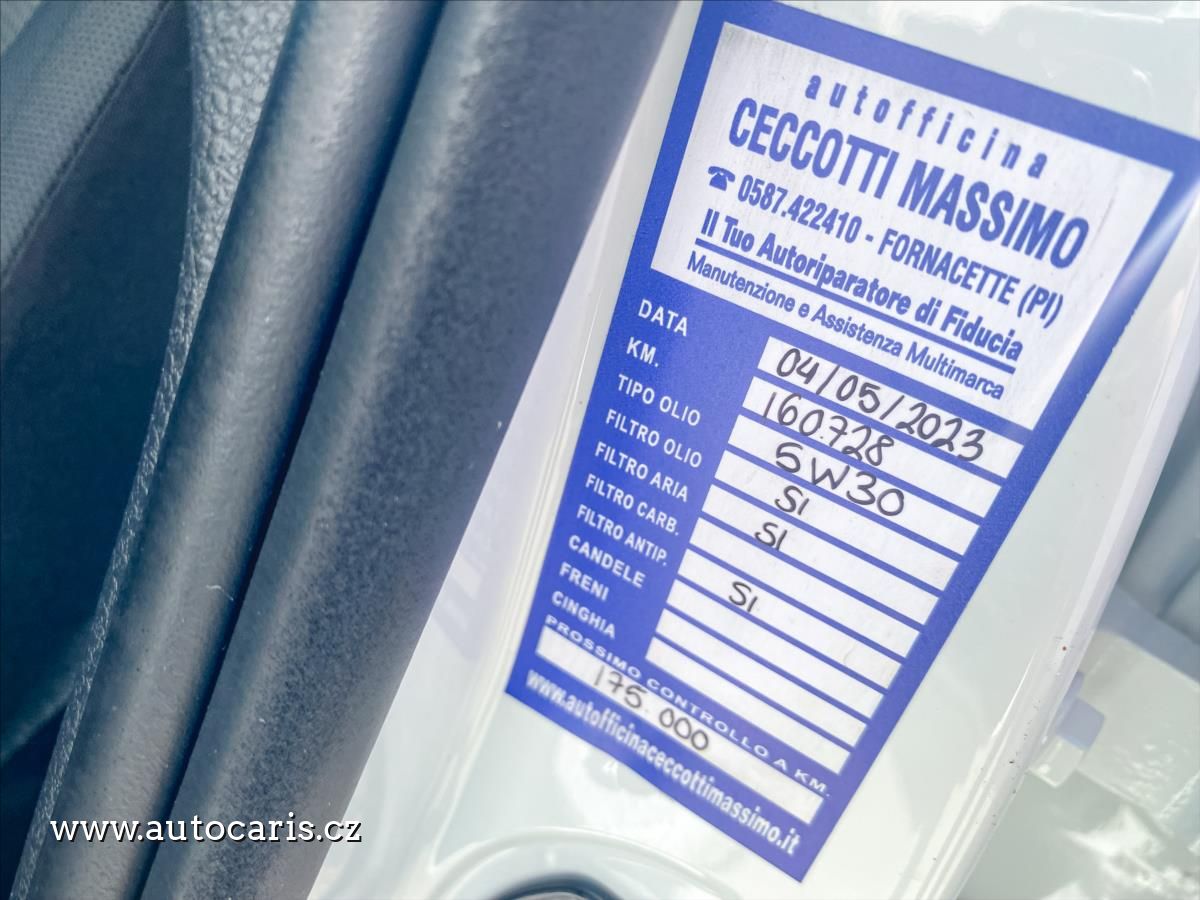 autofficina
CECCOTTI MASSIMO
☎ 0587.422410 - FORNACETTE (PI)
Il Tuo Autoriparatore di Fiducia
Manutenzione e Assistenza Multimarca
DATA 04/05/2023
KM. 160.728
TIPO OLIO 5W30
FILTRO OLIO SI
FILTRO ARIA SI
FILTRO CARB.
FILTRO ANTIP. SI
CANDELE
FRENI
CINGHIA
PROSSIMO CONTROLLO A KM.
175.000
www.autofficinaceccottimassimo.it
www.autocaris.cz